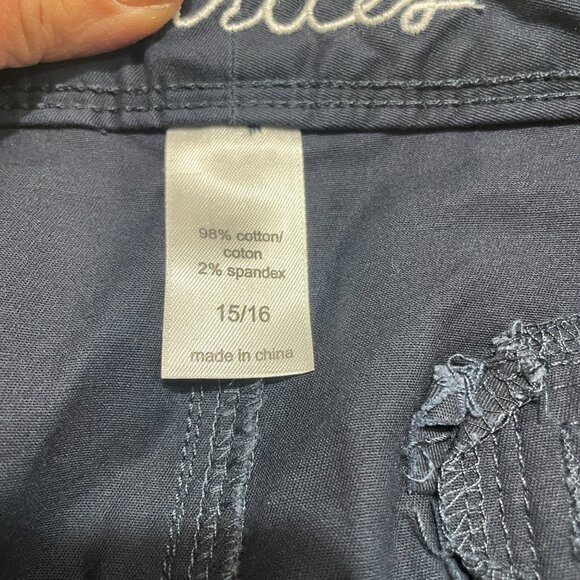 98% cotton/
coton
2% spandex
15/16
made in china